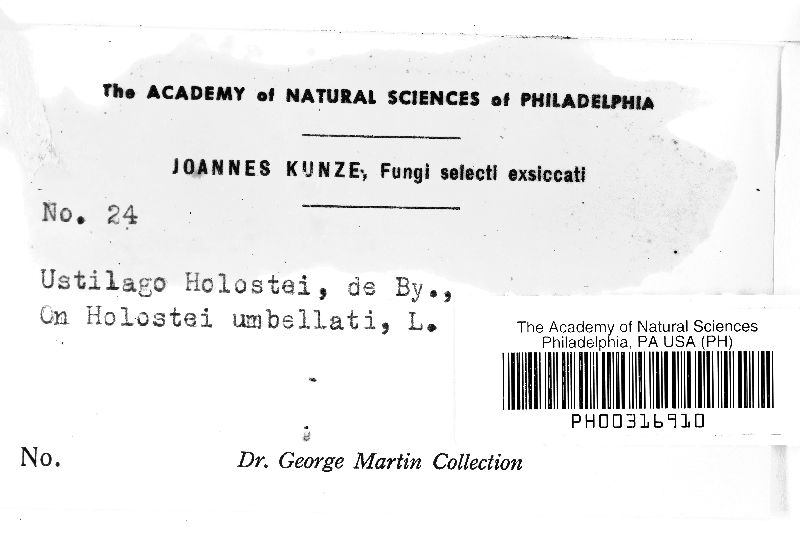 The ACADEMY of NATURAL SCIENCES of PHILADELPHIA
JOANNES KUNZE, Fungi selecti exsiccati
No. 24
Ustilago Holostei, de By.,
On Holostei umbellati, L.
The Academy of Natural Sciences
Philadelphia, PA USA (PH)
PH00316910
No.
Dr. George Martin Collection